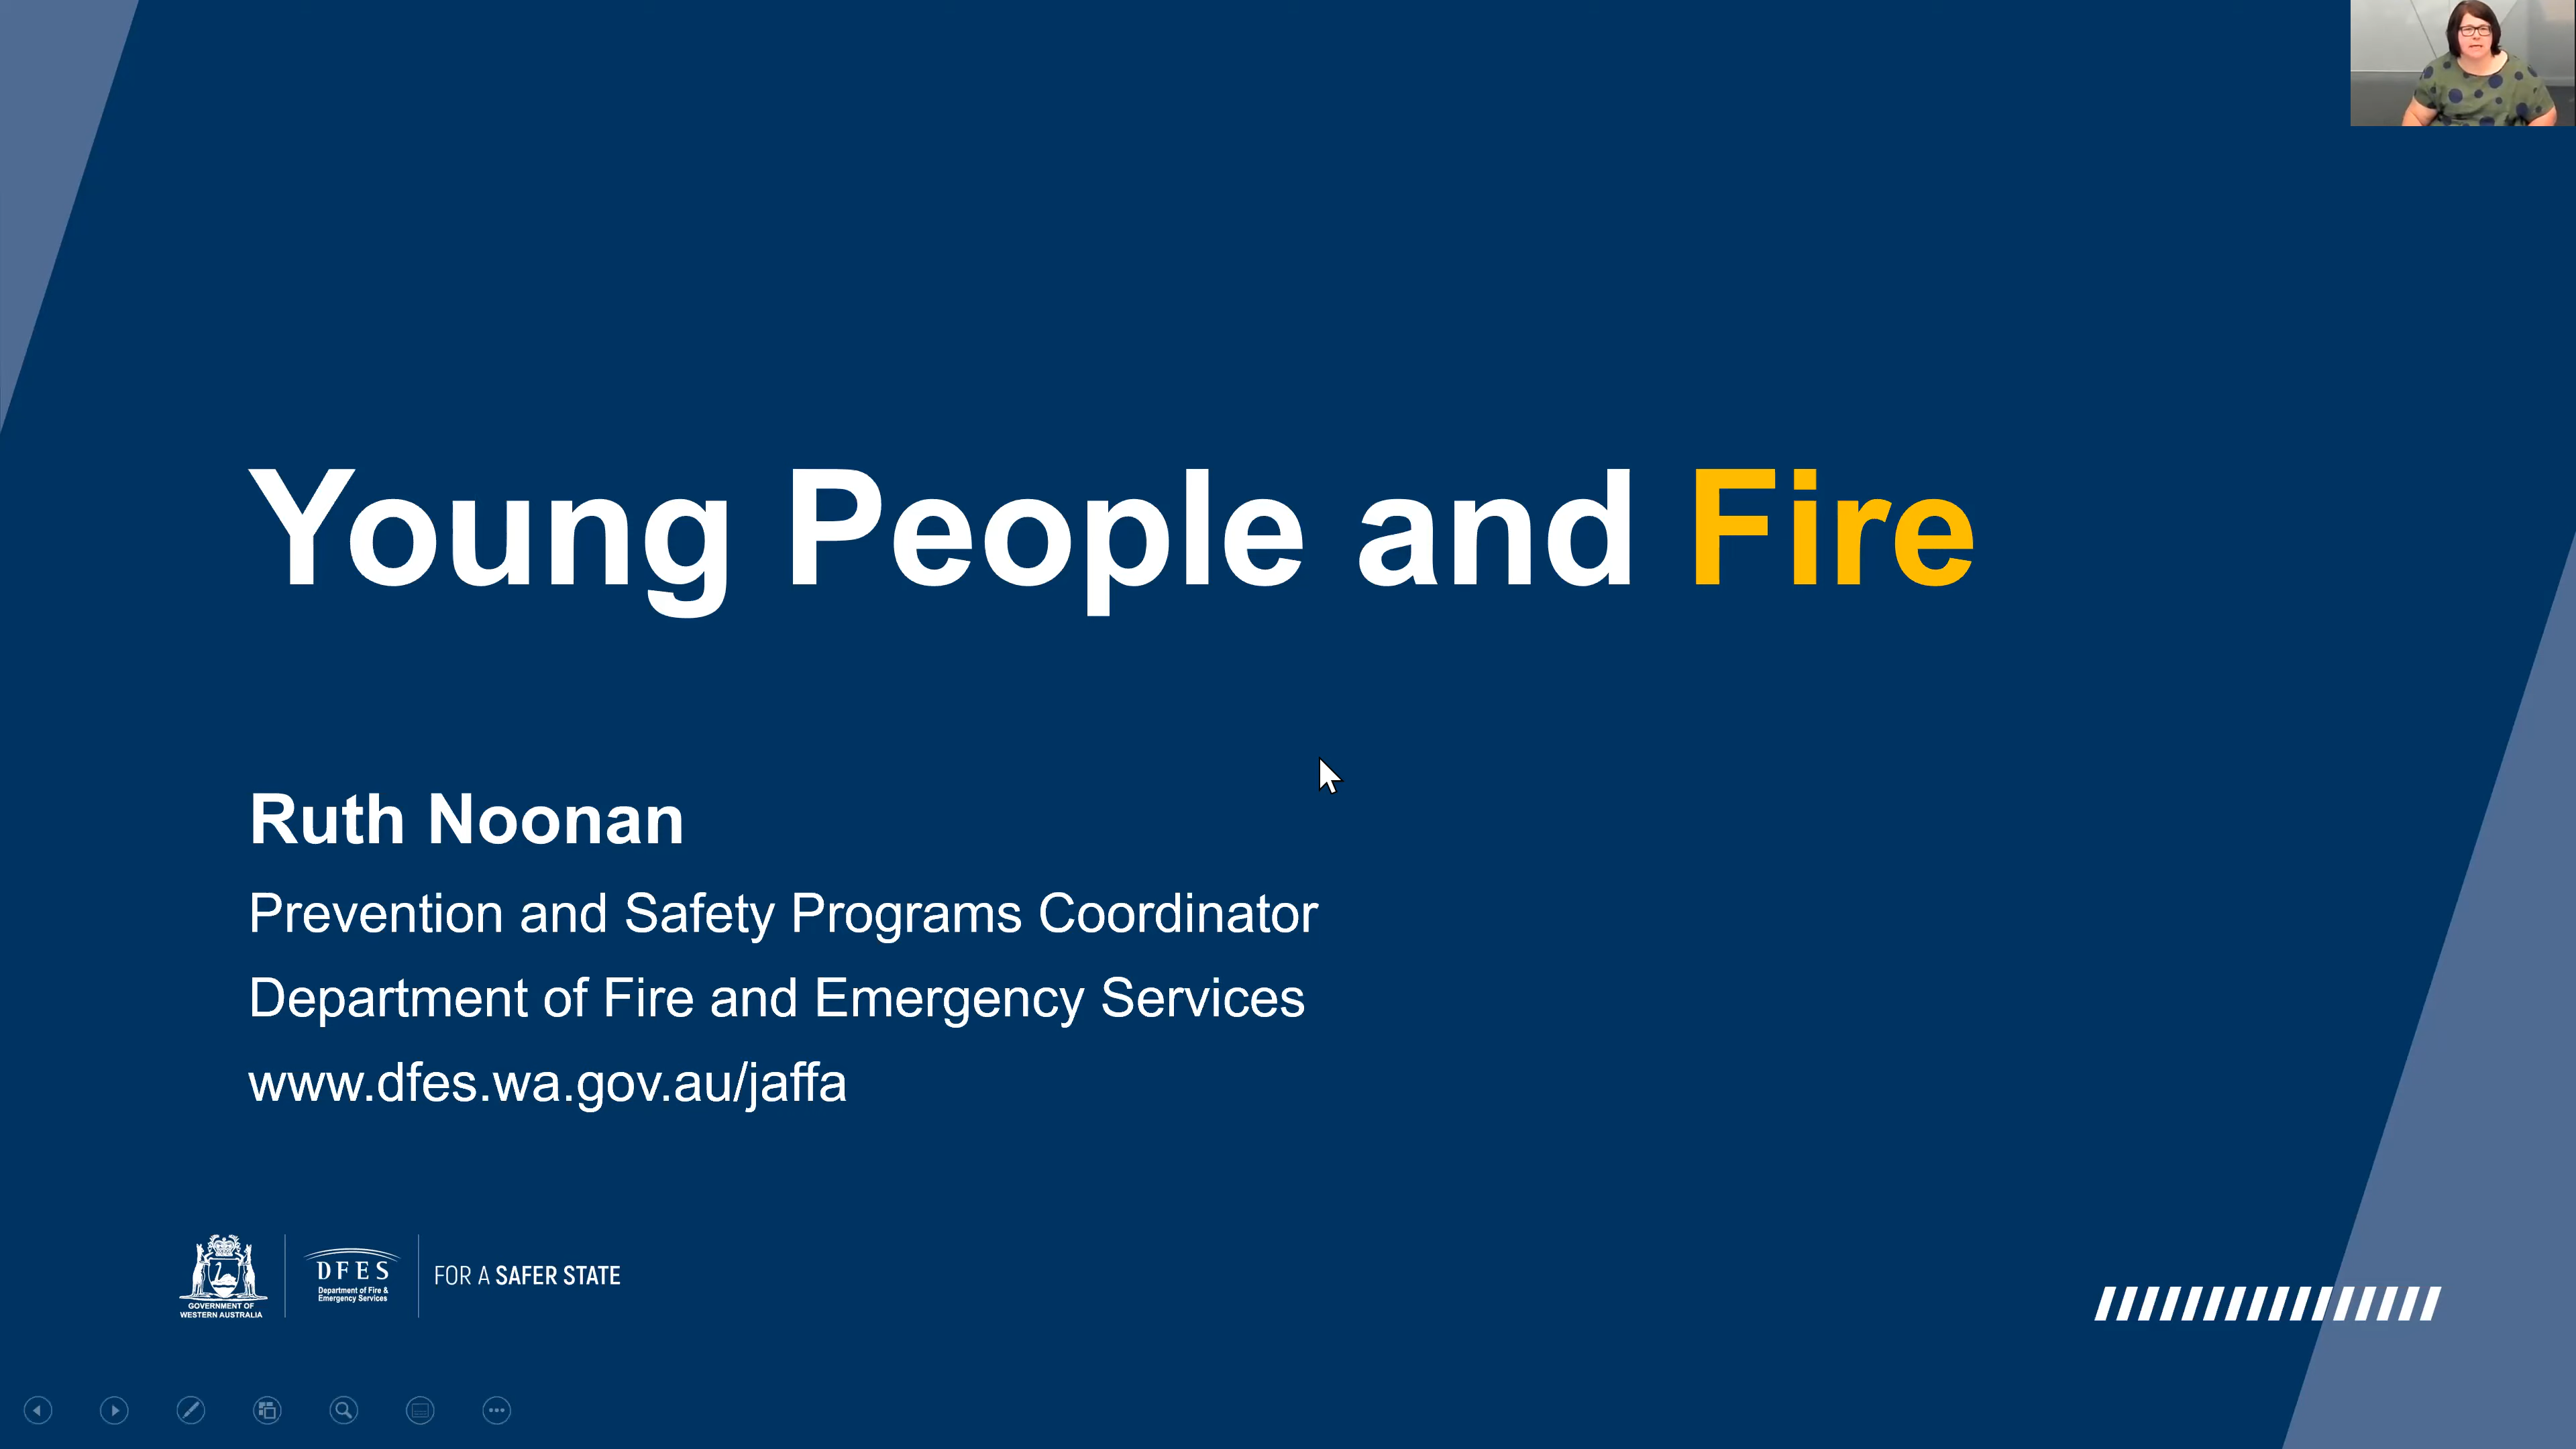 Young People and Fire
Ruth Noonan
Prevention and Safety Programs Coordinator
Department of Fire and Emergency Services
www.dfes.wa.gov.au/jaffa
GOVERNMENT OF
WESTERN AUSTRALIA
DFES
Department of Fire &
Emergency Services
FOR A SAFER STATE